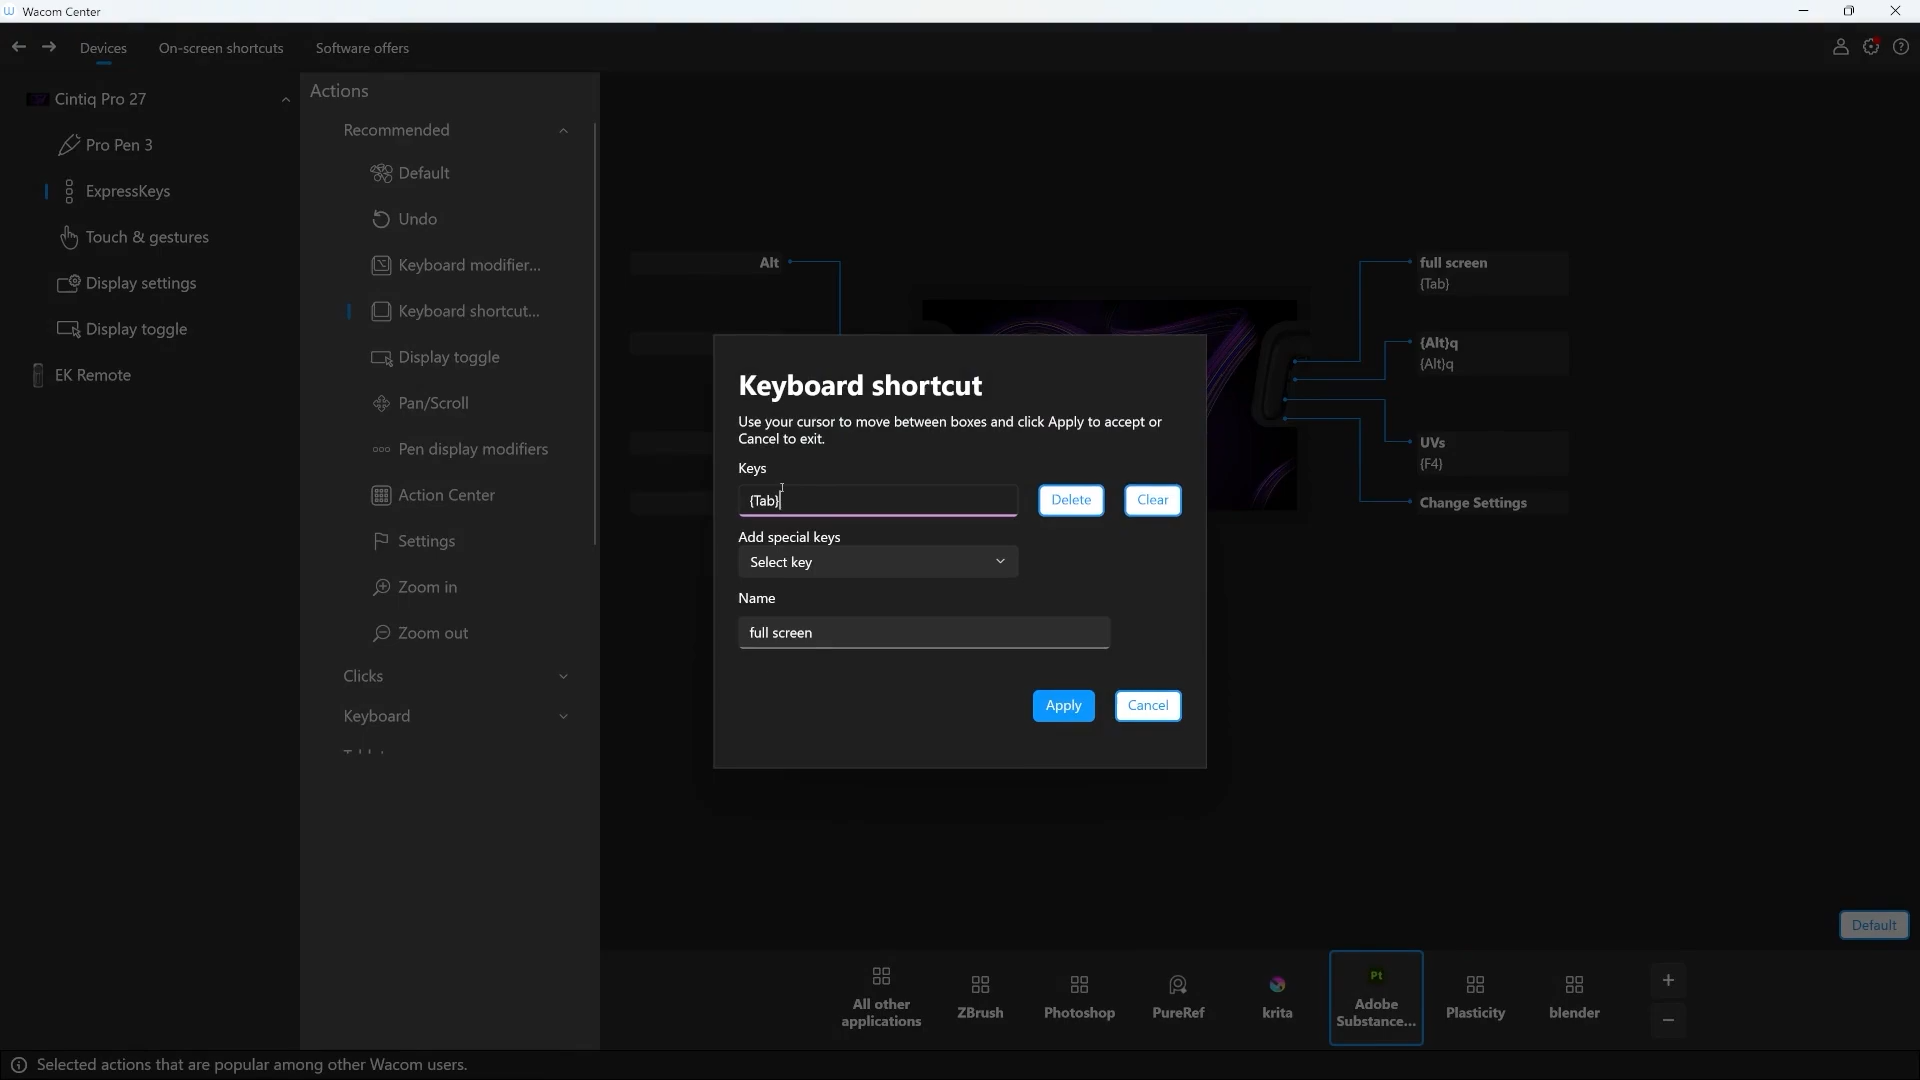 Wacom Center
Devices
On-screen shortcuts
Software offers
Cintiq Pro 27
Pro Pen 3
ExpressKeys
Touch & gestures
Display settings
Display toggle
EK Remote
Actions
Recommended
Default
Undo
Keyboard modifier...
Keyboard shortcut...
Display toggle
Pan/Scroll
Pen display modifiers
Action Center
Settings
Zoom in
Zoom out
Clicks
Keyboard
Alt
full screen
{Tab}
{Alt}q
{Alt}q
UVs
(F4)
Change Settings
Keyboard shortcut
Use your cursor to move between boxes and click Apply to accept or
Cancel to exit.
Keys
{Tab}
Delete
Clear
Add special keys
Select key
Name
full screen
Apply
Cancel
Default
All other
applications
ZBrush
Photoshop
PureRef
krita
Pt
Adobe
Substance...
Plasticity
blender
Selected actions that are popular among other Wacom users.